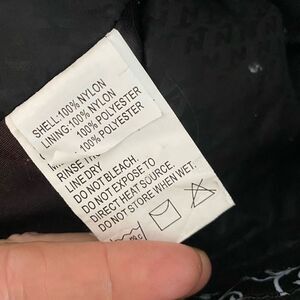 SHELL:100% NYLON
LINING:100% NYLON
100% POLYESTER
100% POLYESTER
RINSE
LINE DRY
DO NOT BLEACH.
DO NOT EXPOSE TO
DIRECT HEAT SOURCE.
DO NOT STORE WHEN WET.